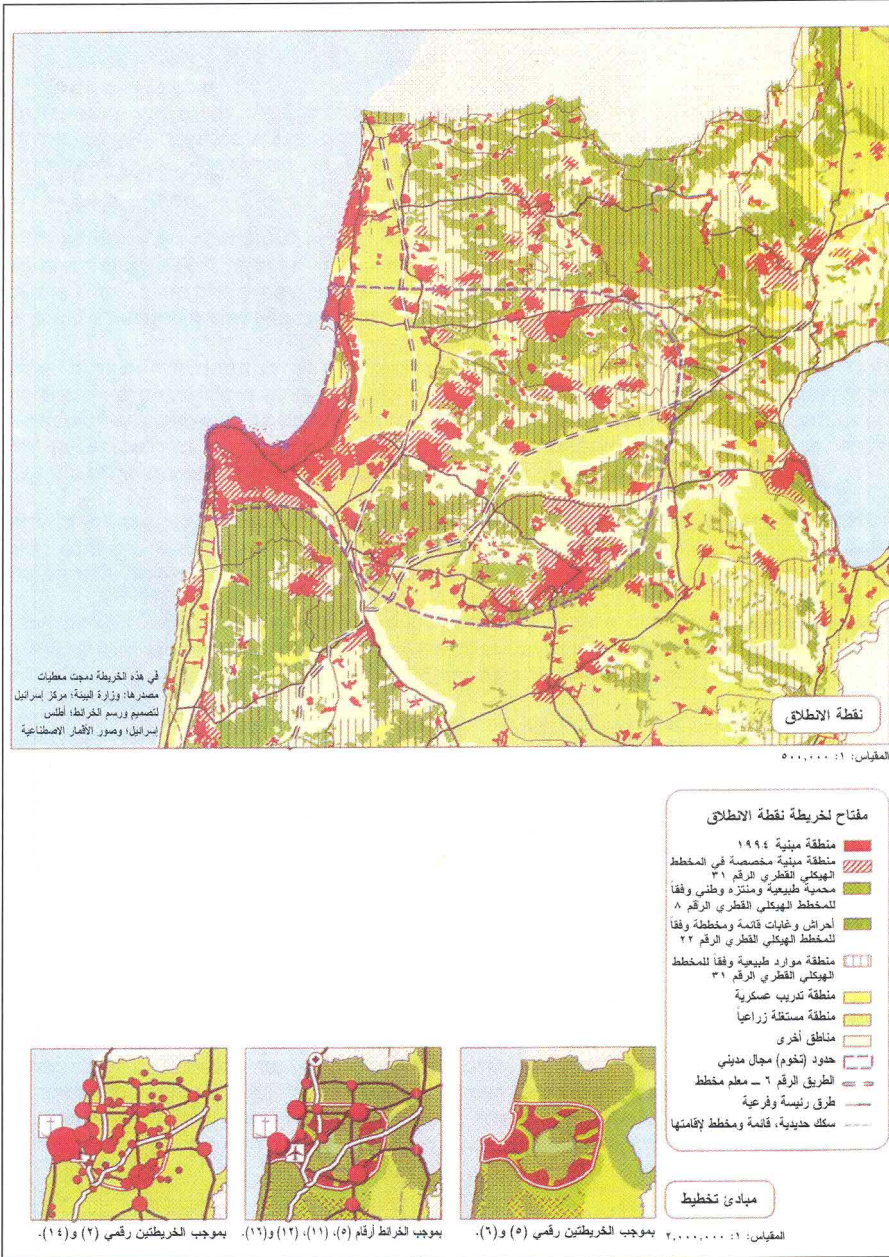 في هذه الخريطة دمجت معطيات
مصدرها: وزارة البيئة؛ مركز إسرائيل
لتصميم ورسم الخرائط؛ أطلس
إسرائيل؛ وصور الأقمار الاصطناعية
نقطة الانطلاق
المقياس: ١: ٥٠٠,٠٠٠
مفتاح لخريطة نقطة الانطلاق
منطقة مبنية ١٩٩٤
منطقة مبنية مخصصة في المخطط
الهيكلي القطري الرقم ٣١
محمية طبيعية ومنتزه وطني وفقاً
للمخطط الهيكلي القطري الرقم ٨
أحراش وغابات قائمة ومخططة وفقاً
للمخطط الهيكلي القطري الرقم ٢٢
منطقة موارد طبيعية وفقاً للمخطط
الهيكلي القطري الرقم ٣١
منطقة تدريب عسكرية
منطقة مستغلة زراعياً
مناطق أخرى
حدود (تخوم) مجال مديني
الطريق الرقم ٦ ــ معلم مخطط
طرق رئيسة وفرعية
سكك حديدية، قائمة ومخطط لإقامتها
مبادئ تخطيط
المقياس: ١: ٢,٠٠٠,٠٠٠
بموجب الخريطتين رقمي (٥) و(٦).
بموجب الخرائط أرقام (٥)، (١١)، (١٢) و(١٦).
بموجب الخريطتين رقمي (٢) و(١٤).